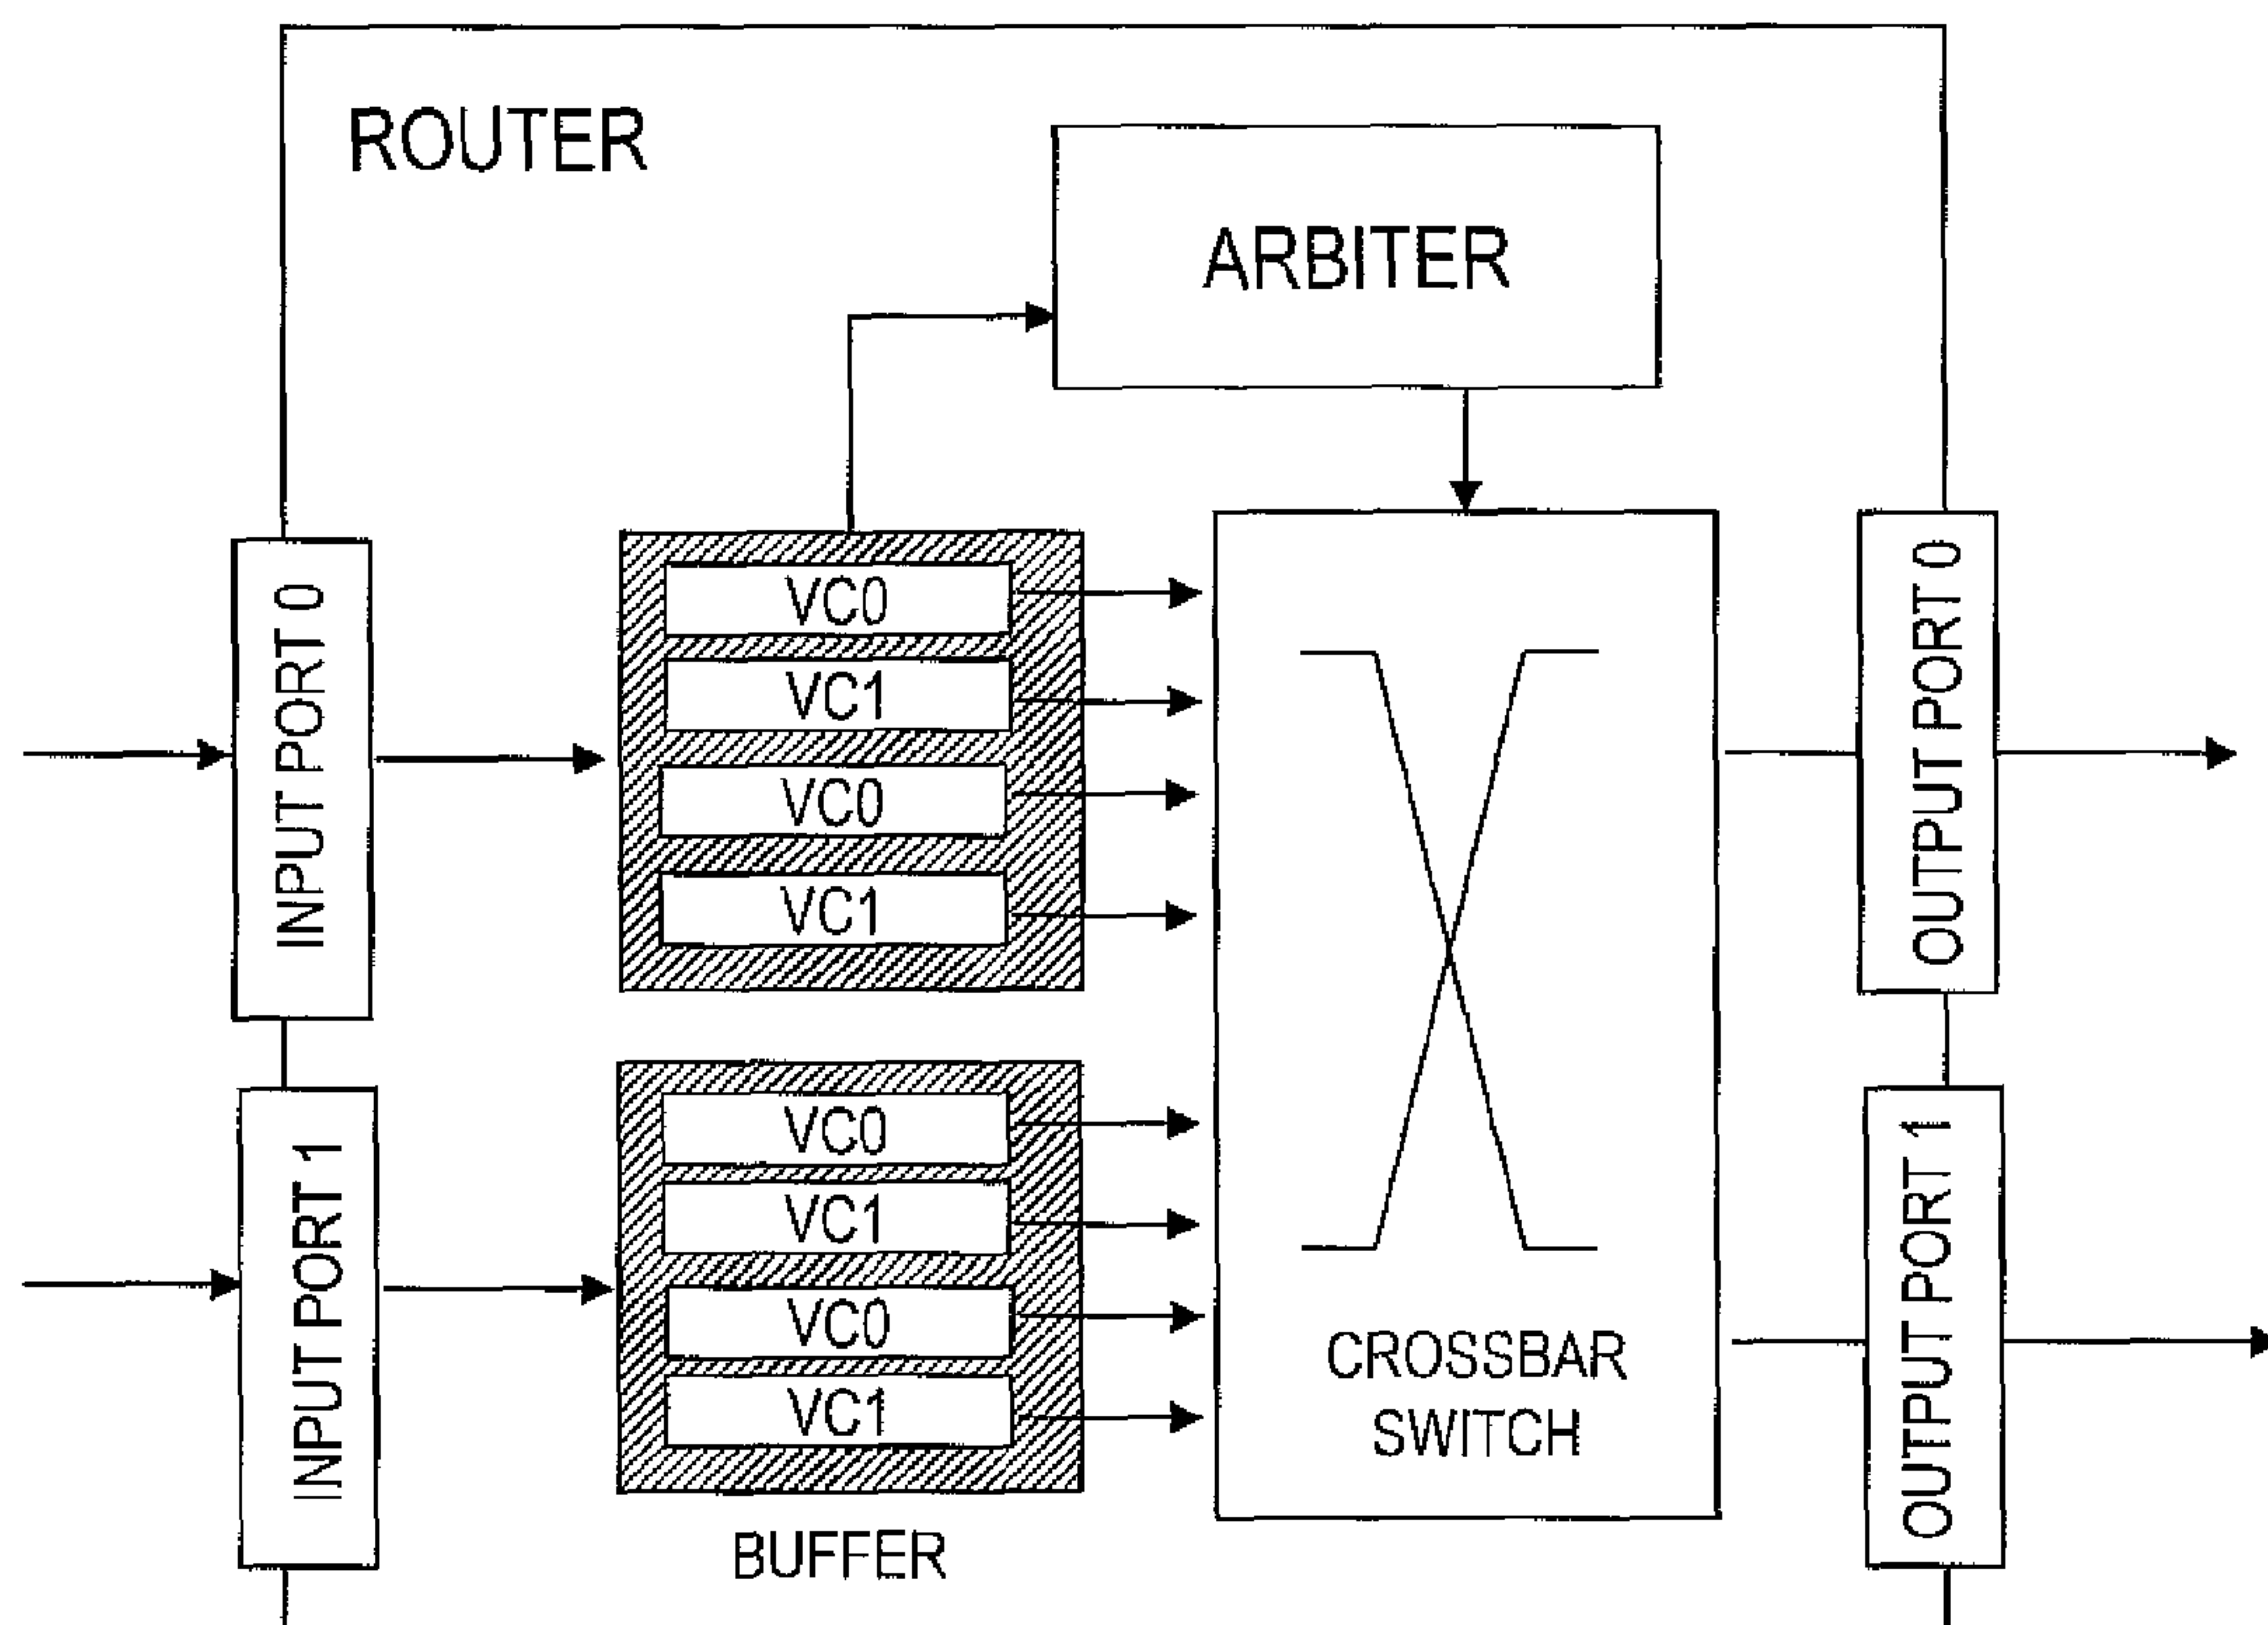 ROUTER
ARBITER
INPUT PORT 0
VC0
VC1
VC0
VC1
OUTPUT PORT 0
INPUT PORT 1
VC0
VC1
VC0
VC1
BUFFER
CROSSBAR
SWITCH
OUTPUT PORT 1